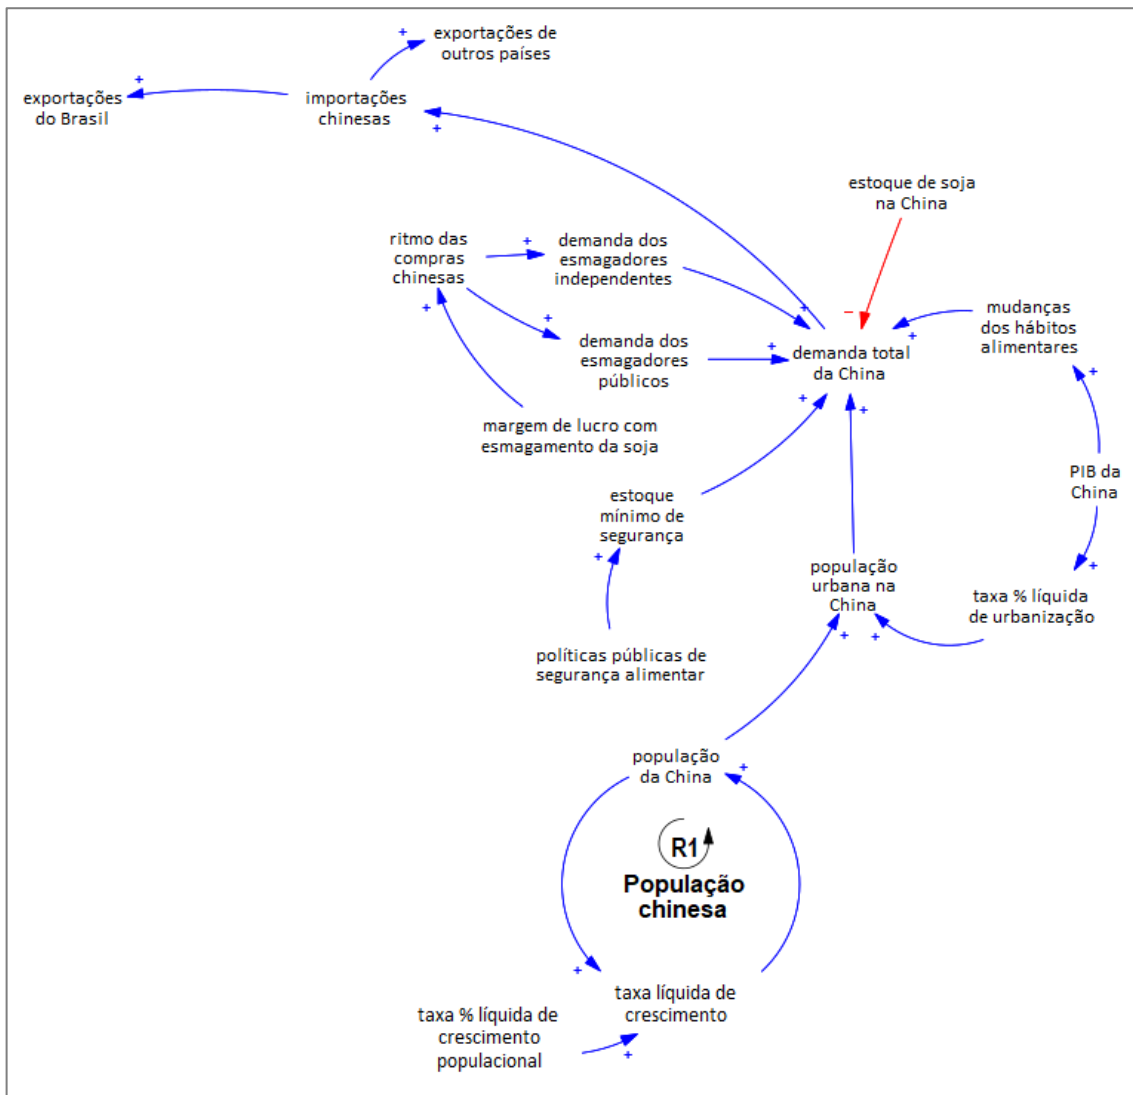 exportações de
outros países
exportações
do Brasil
importações
chinesas
estoque de soja
na China
ritmo das
compras
chinesas
demanda dos
esmagadores
independentes
mudanças
dos hábitos
alimentares
demanda dos
esmagadores
públicos
demanda total
da China
margem de lucro com
esmagamento da soja
PIB da
China
estoque
mínimo de
segurança
população
urbana na
China
taxa % líquida
de urbanização
políticas públicas de
segurança alimentar
população
da China
R1
População
chinesa
taxa líquida de
crescimento
taxa % líquida de
crescimento
populacional